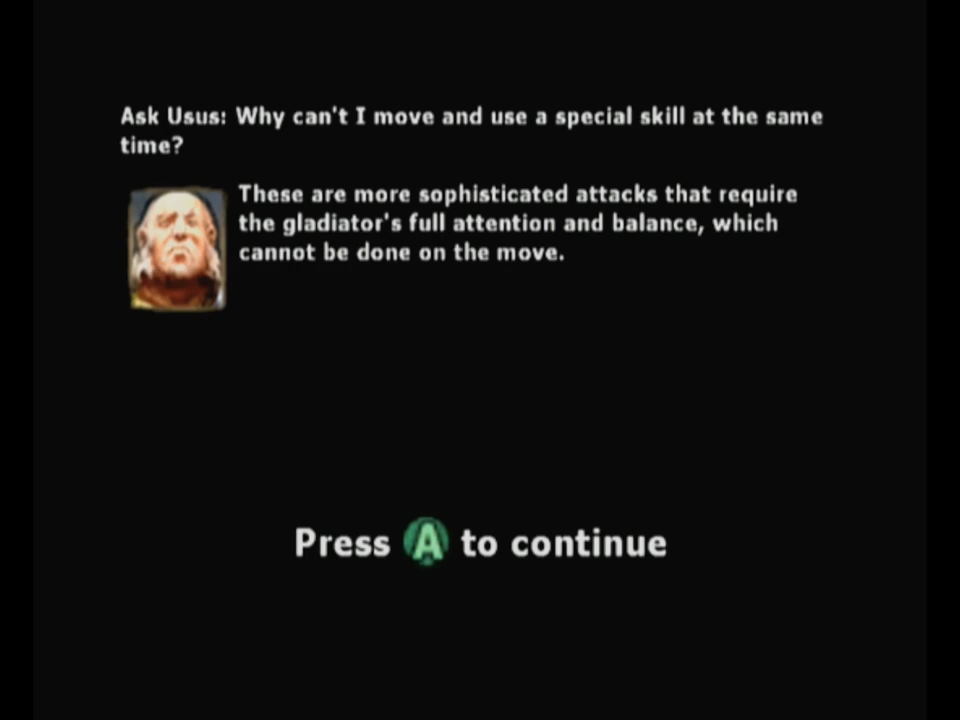 Ask Usus: Why can't I move and use a special skill at the same
time?
These are more sophisticated attacks that require
the gladiator's full attention and balance, which
cannot be done on the move.
Press A to continue